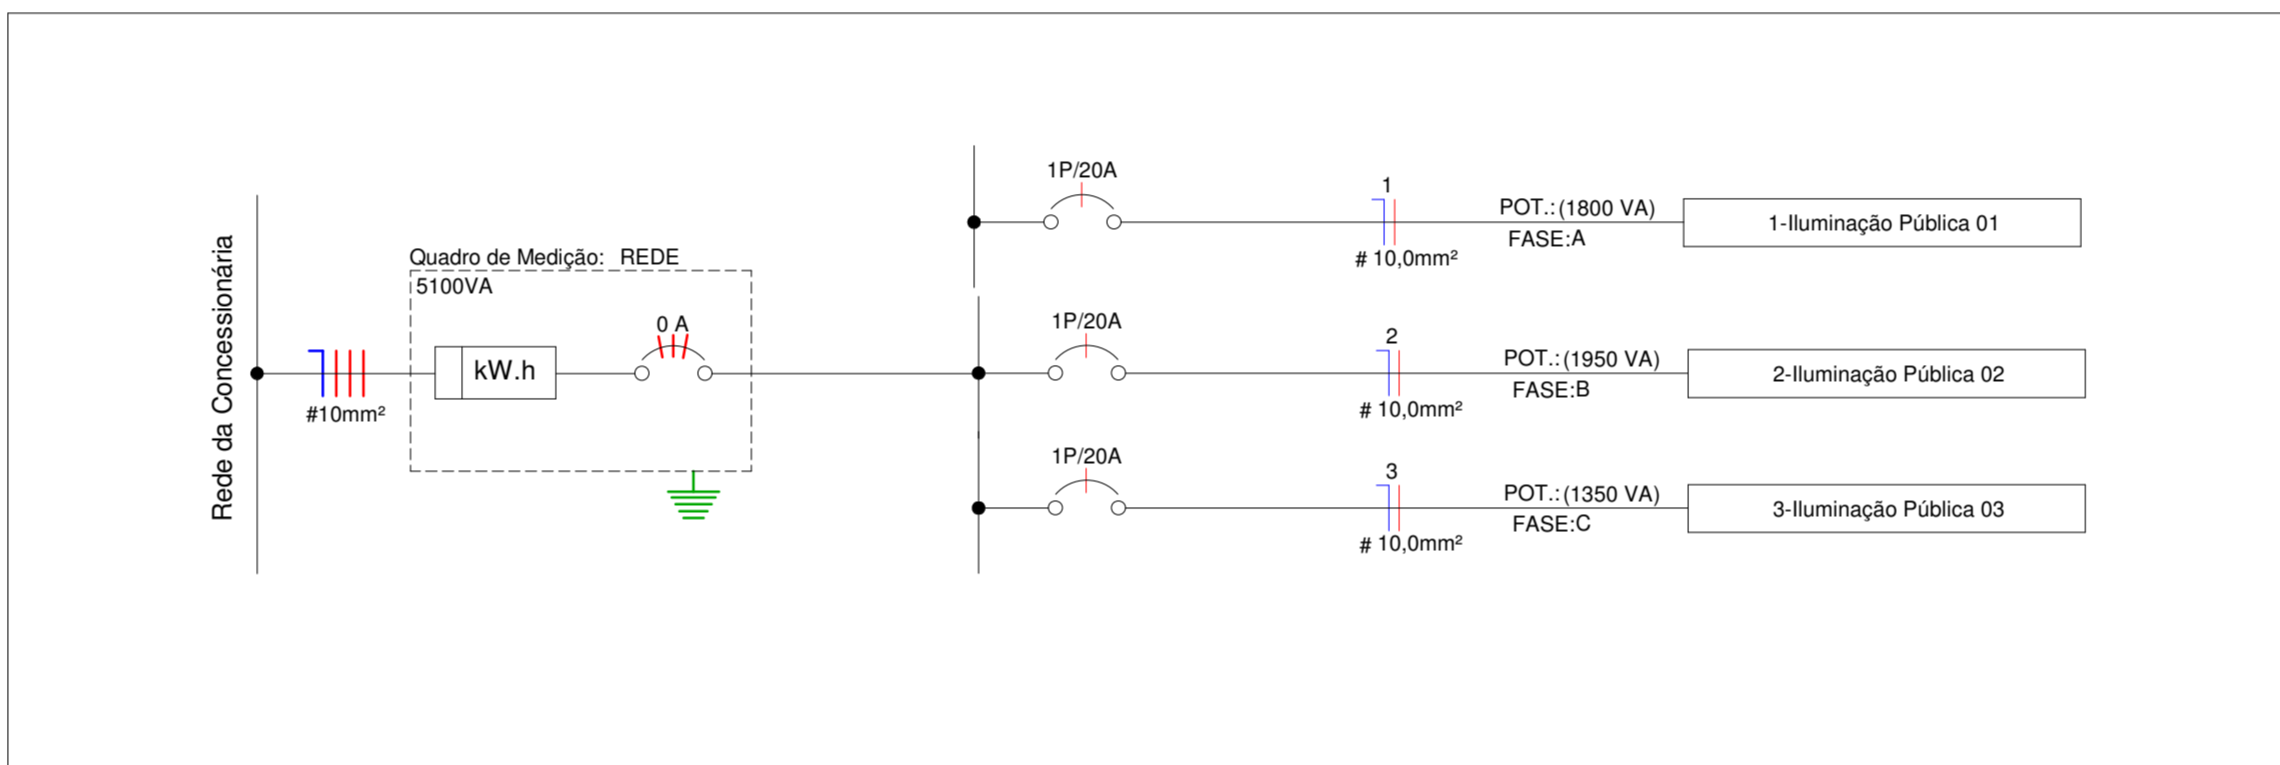 Rede da Concessionária
#10mm²
Quadro de Medição: REDE
5100VA
kW.h
0 A
1P/20A
1
# 10,0mm²
POT.:(1800 VA)
FASE:A
1-Iluminação Pública 01
1P/20A
2
# 10,0mm²
POT.:(1950 VA)
FASE:B
2-Iluminação Pública 02
1P/20A
3
# 10,0mm²
POT.:(1350 VA)
FASE:C
3-Iluminação Pública 03